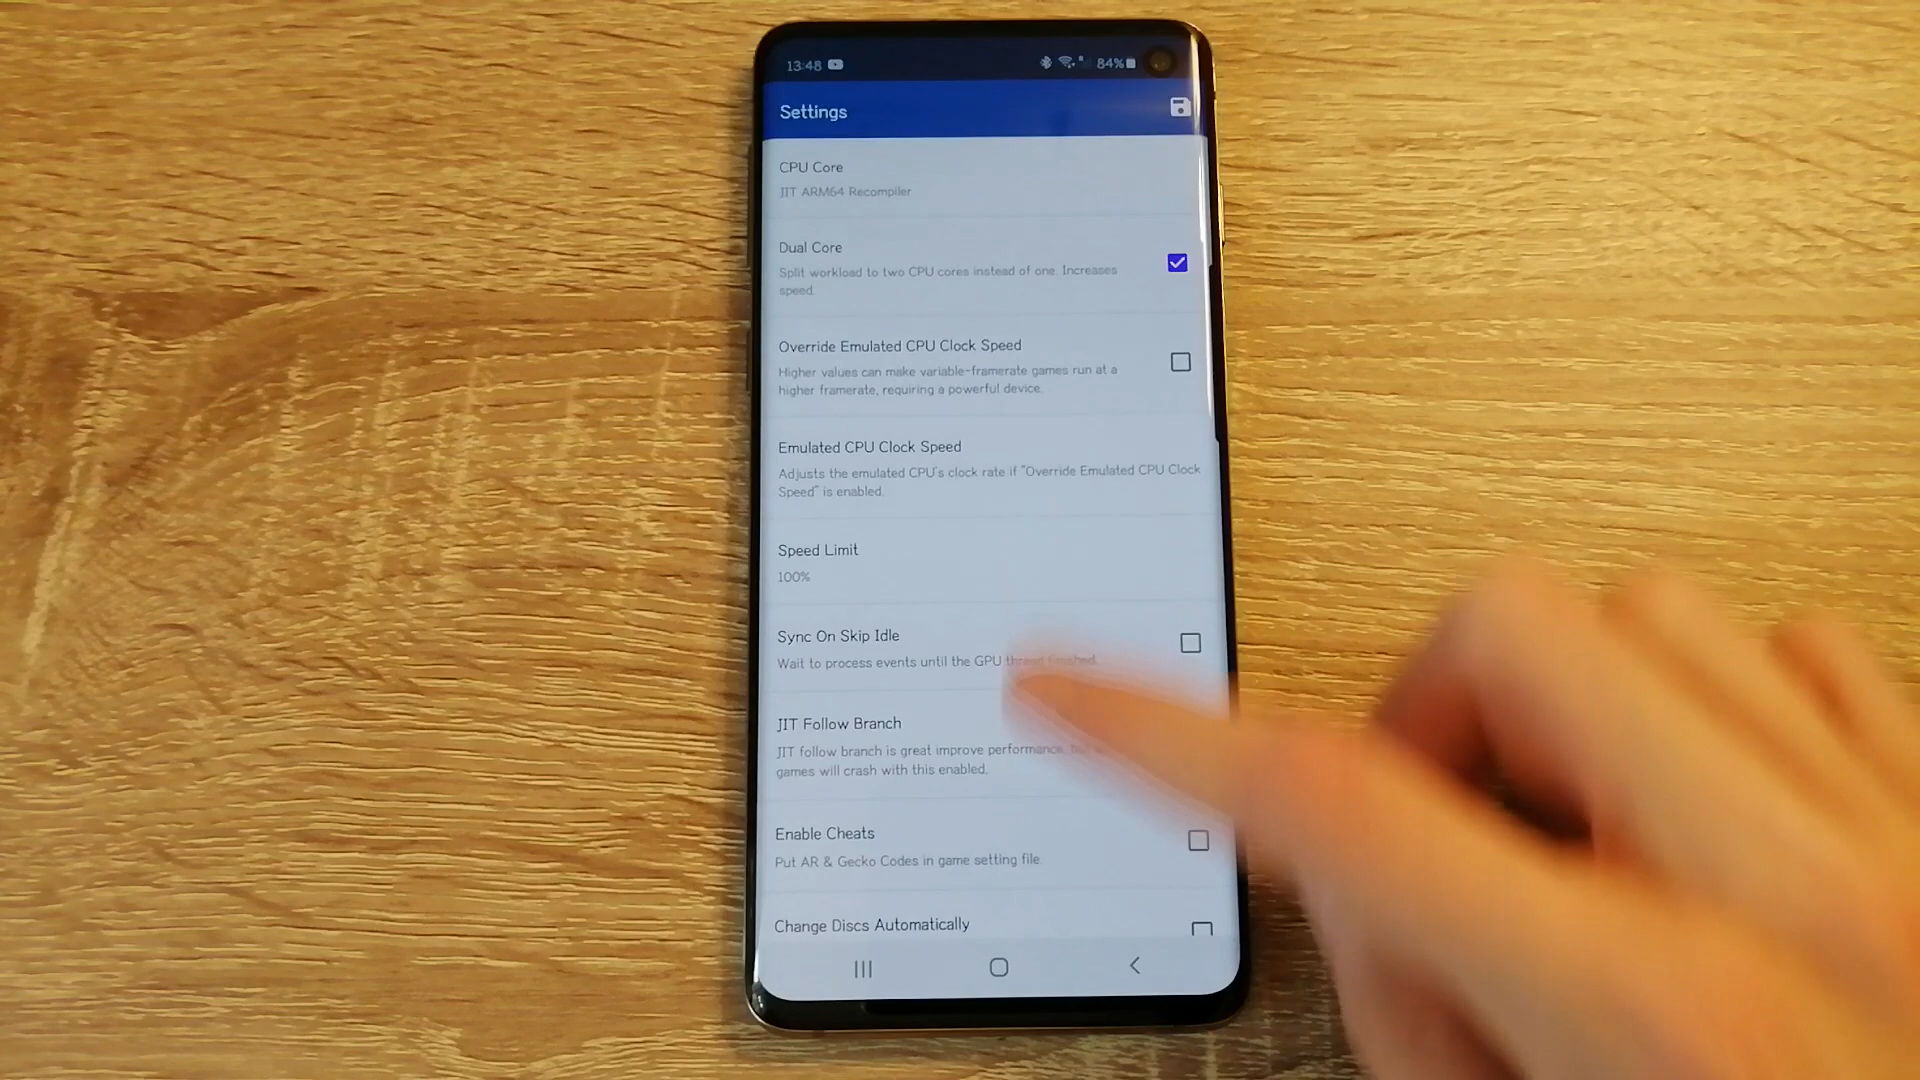 13:48
84%
Settings
CPU Core
JIT ARM64 Recompiler
Dual Core
Split workload to two CPU cores instead of one. Increases
speed.
Override Emulated CPU Clock Speed
Higher values can make variable-framerate games run at a
higher framerate, requiring a powerful device.
Emulated CPU Clock Speed
Adjusts the emulated CPU's clock rate if "Override Emulated CPU Clock
Speed" is enabled.
Speed Limit
100%
Sync On Skip Idle
Wait to process events until the GPU thread finished.
JIT Follow Branch
JIT follow branch is great improve performance,
games will crash with this enabled.
Enable Cheats
Put AR & Gecko Codes in game setting file.
Change Discs Automatically